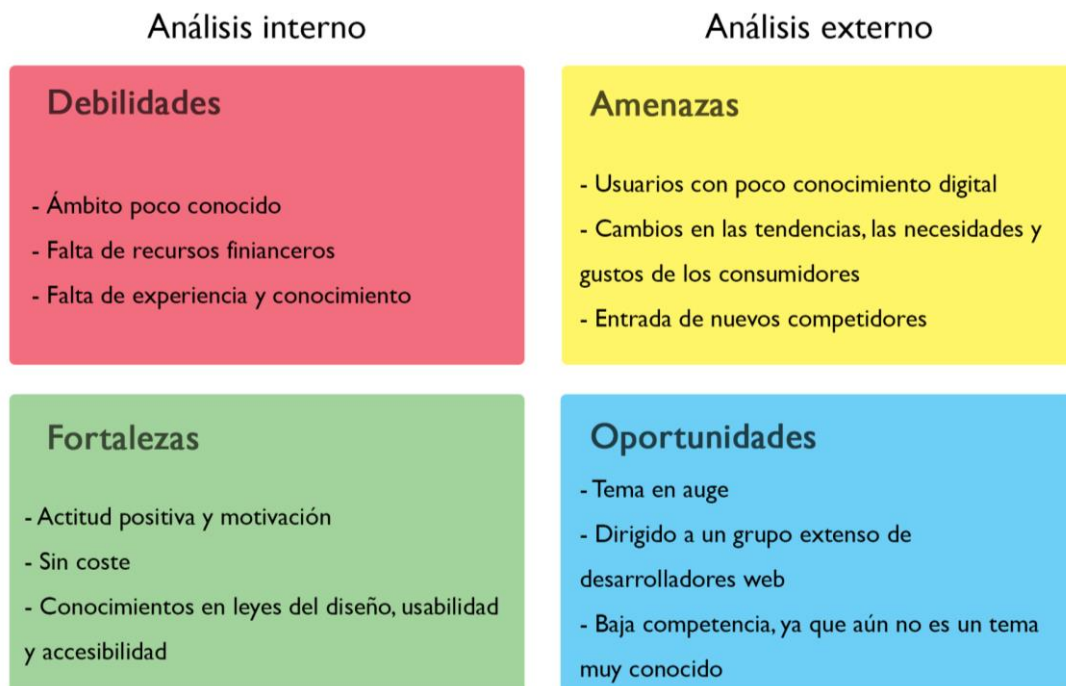 Análisis interno
Análisis externo
Debilidades
- Ámbito poco conocido
- Falta de recursos finianceros
- Falta de experiencia y conocimiento
Amenazas
- Usuarios con poco conocimiento digital
- Cambios en las tendencias, las necesidades y
gustos de los consumidores
- Entrada de nuevos competidores
Fortalezas
- Actitud positiva y motivación
- Sin coste
- Conocimientos en leyes del diseño, usabilidad
y accesibilidad
Oportunidades
- Tema en auge
- Dirigido a un grupo extenso de
desarrolladores web
- Baja competencia, ya que aún no es un tema
muy conocido